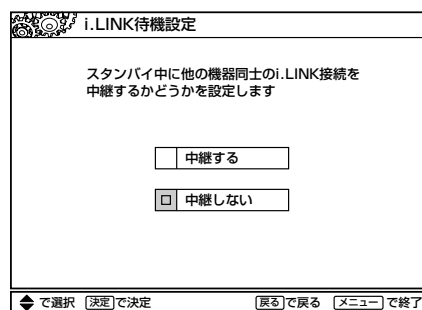 i.LINK待機設定
スタンバイ中に他の機器同士のi.LINK接続を
中継するかどうかを設定します
中継する
中継しない
で選択 決定で決定 戻るで戻る メニューで終了